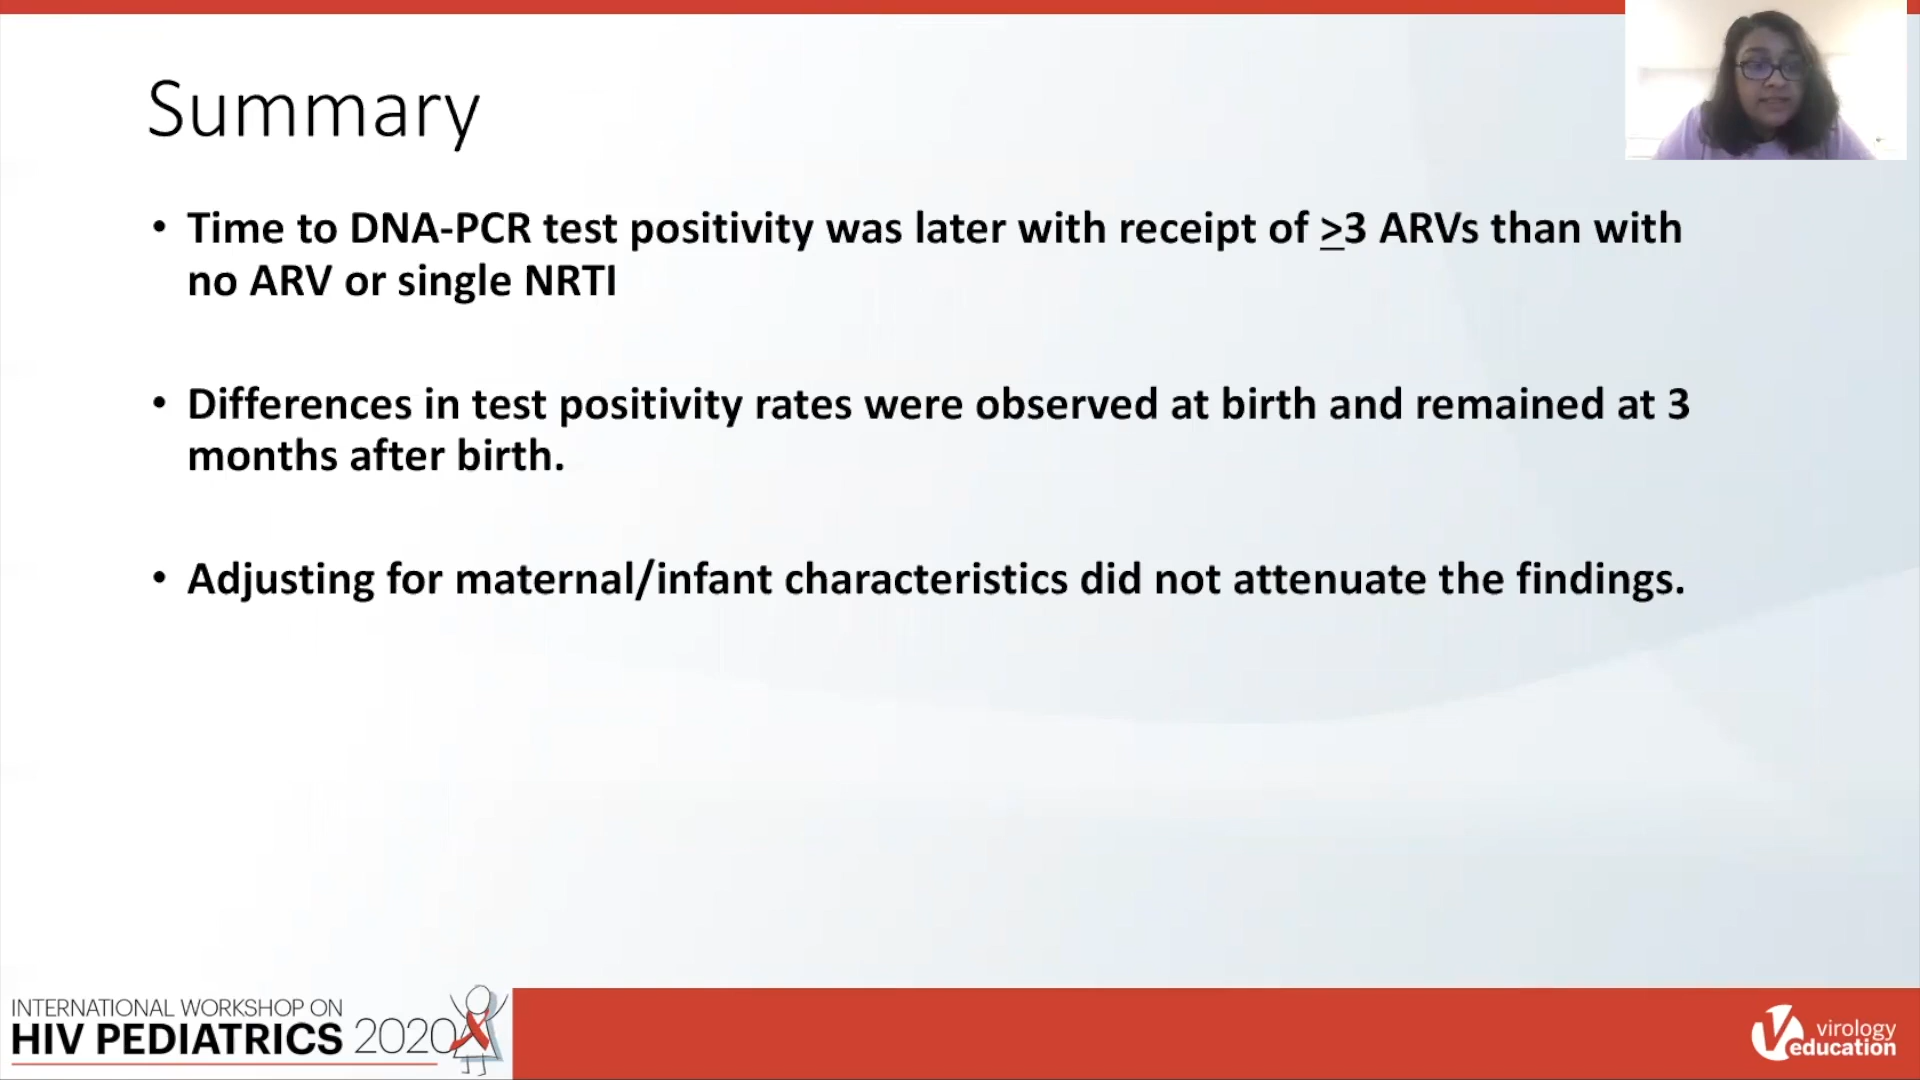 Summary
• Time to DNA-PCR test positivity was later with receipt of ≥3 ARVs than with
no ARV or single NRTI
• Differences in test positivity rates were observed at birth and remained at 3
months after birth.
• Adjusting for maternal/infant characteristics did not attenuate the findings.
INTERNATIONAL WORKSHOP ON
HIV PEDIATRICS 2020
virology
education